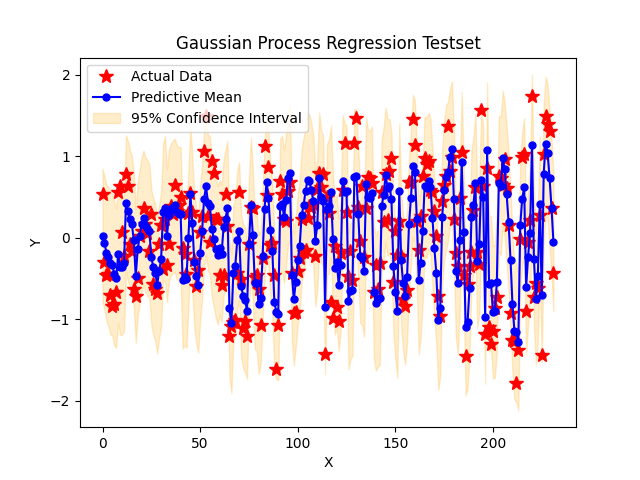 Gaussian Process Regression Testset
Actual Data
Predictive Mean
95% Confidence Interval
2
1
0
−1
−2
Y
0
50
100
150
200
X